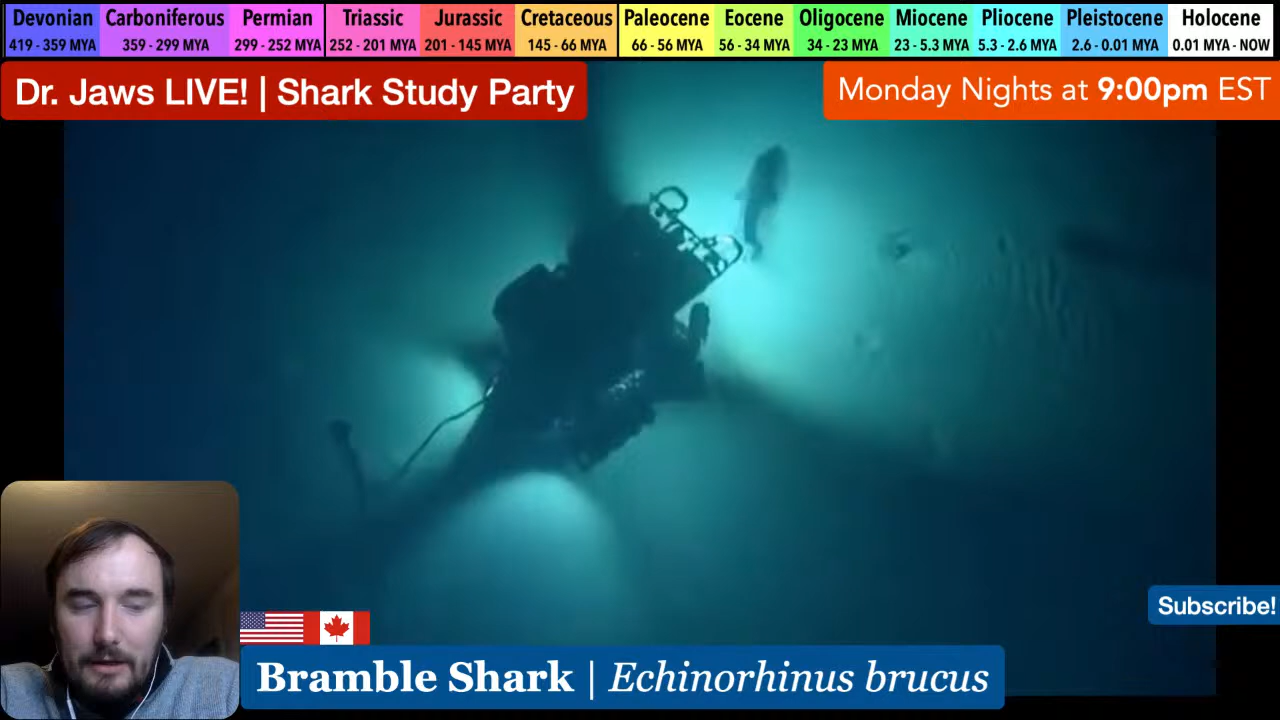 Devonian Carboniferous Permian Triassic Jurassic Cretaceous Paleocene Eocene Oligocene Miocene Pliocene Pleistocene Holocene
419 - 359 MYA 359 - 299 MYA 299 - 252 MYA 252 - 201 MYA 201 - 145 MYA 145 - 66 MYA 66 - 56 MYA 56 - 34 MYA 34 - 23 MYA 23 - 5.3 MYA 5.3 - 2.6 MYA 2.6 - 0.01 MYA 0.01 MYA - NOW
Dr. Jaws LIVE! | Shark Study Party
Monday Nights at 9:00pm EST
Subscribe!
Bramble Shark | Echinorhinus brucus